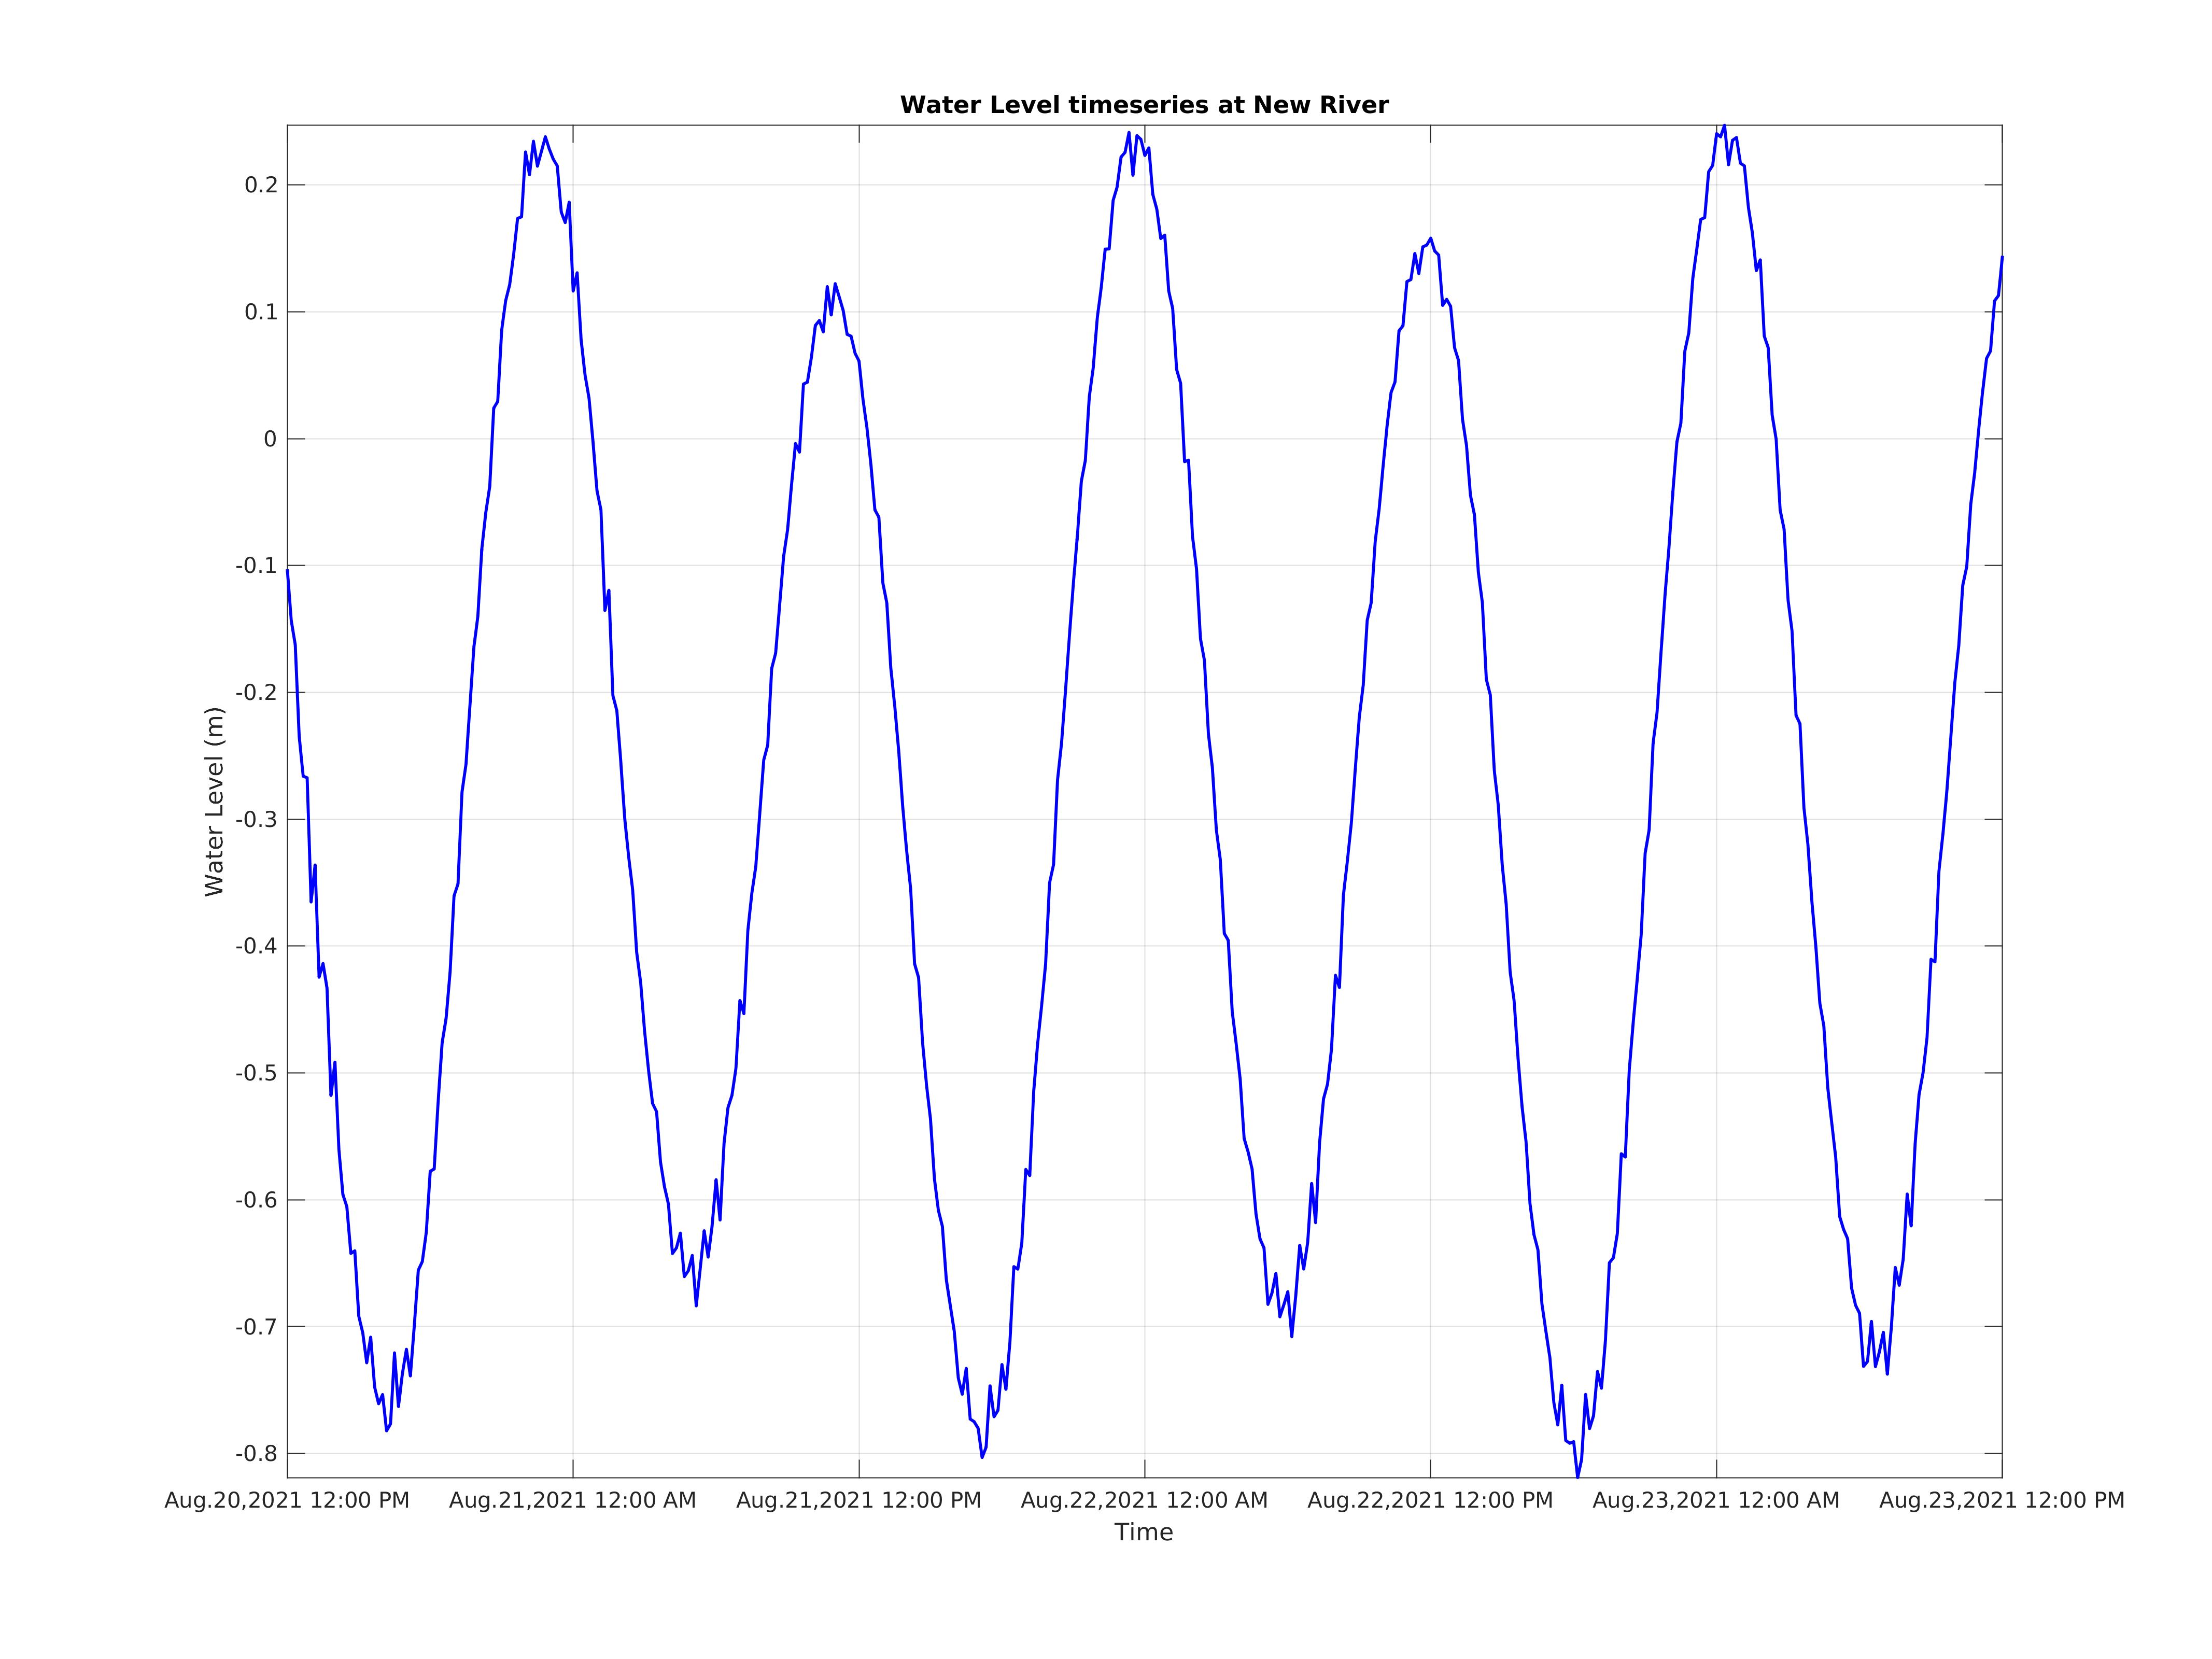 Water Level timeseries at New River
0.2
0.1
0
-0.1
-0.2
-0.3
-0.4
-0.5
-0.6
-0.7
-0.8
Water Level (m)
Aug.20,2021 12:00 PM Aug.21,2021 12:00 AM Aug.21,2021 12:00 PM Aug.22,2021 12:00 AM Aug.22,2021 12:00 PM Aug.23,2021 12:00 AM Aug.23,2021 12:00 PM
Time